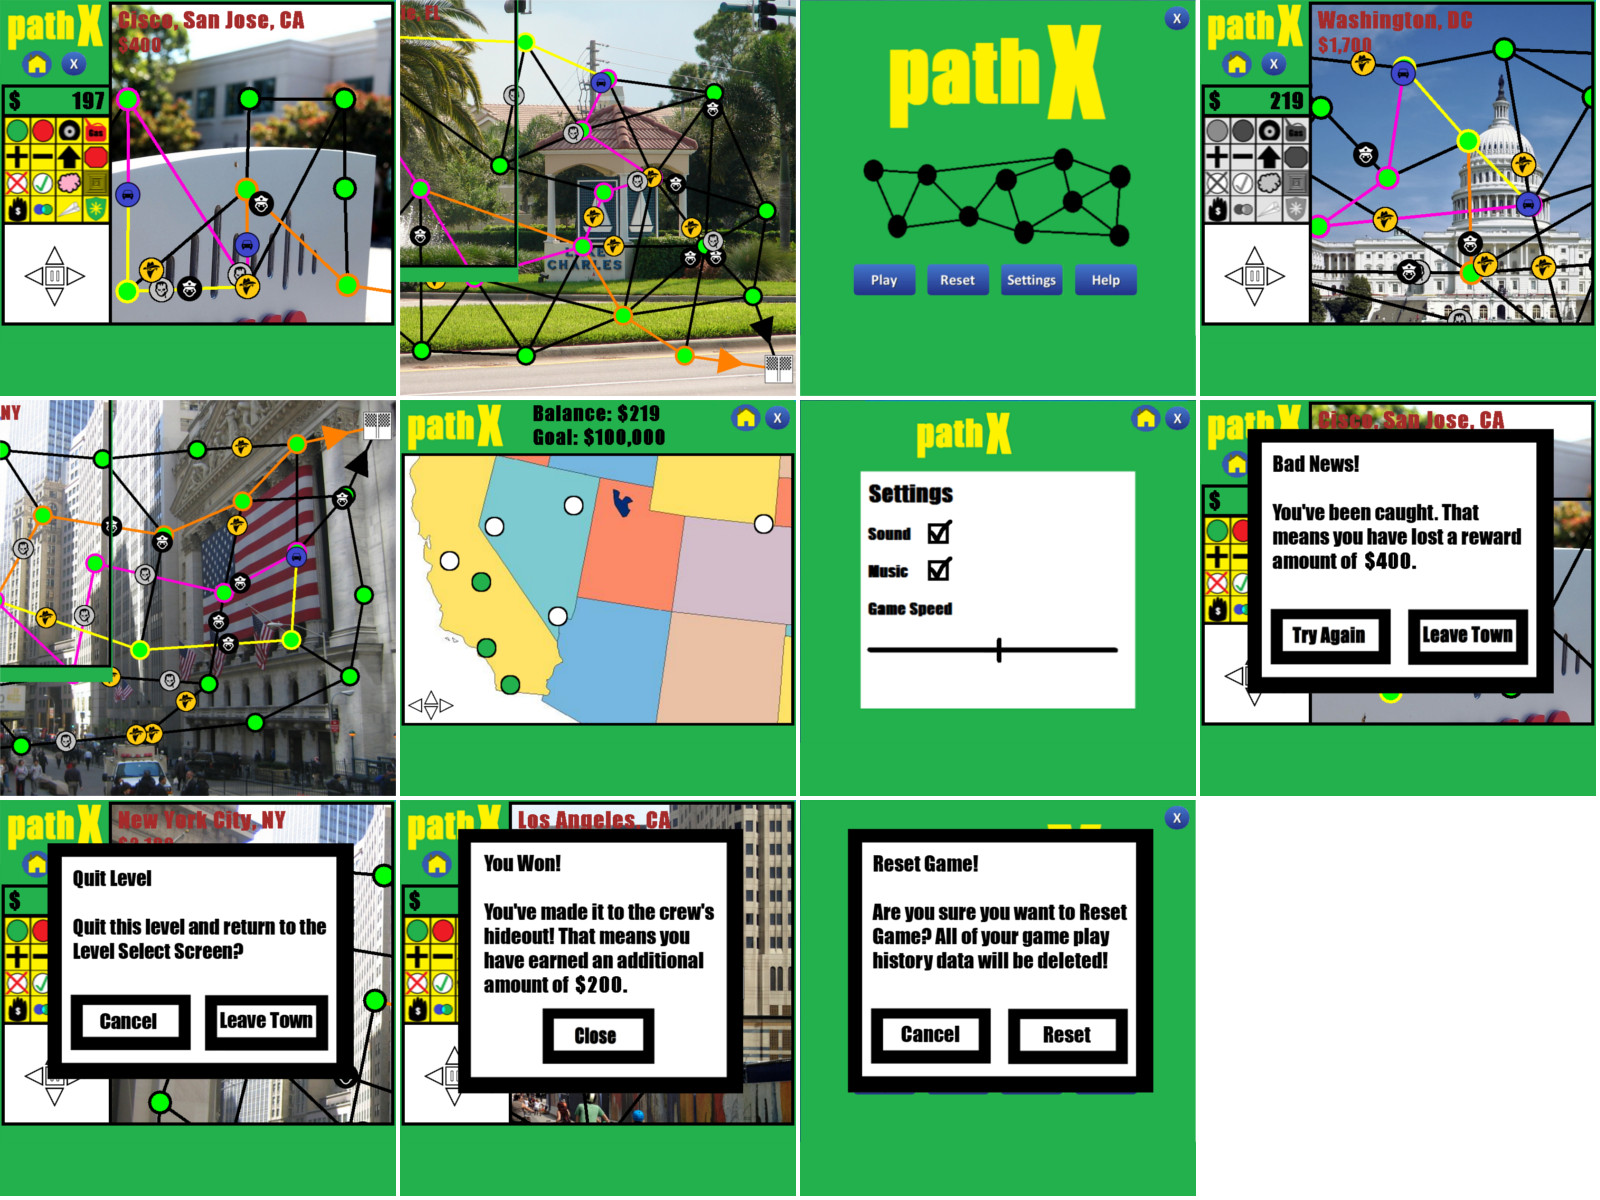 pathX
Cisco, San Jose, CA
$400
$ 197
Gas
LAKE
CHARLES
pathX
X
Play
Reset
Settings
Help
pathX
Washington, DC
$1,700
X
$ 219
Gas
NY
pathX
Balance: $219
Goal: $100,000
X
pathX
X
Settings
Sound
Music
Game Speed
pathX
Cisco, San Jose, CA
$
Bad News!
You've been caught. That
means you have lost a reward
amount of $400.
Try Again
Leave Town
pathX
New York City, NY
$
Quit Level
Quit this level and return to the
Level Select Screen?
Cancel
Leave Town
pathX
Los Angeles, CA
$
You Won!
You've made it to the crew's
hideout! That means you
have earned an additional
amount of $200.
Close
X
Reset Game!
Are you sure you want to Reset
Game? All of your game play
history data will be deleted!
Cancel
Reset